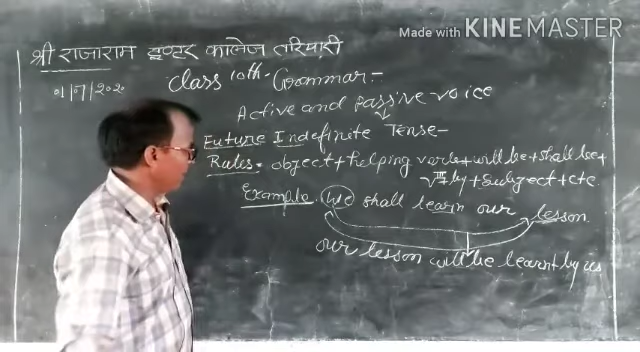 Made with KINEMASTER
श्री राजाराम इण्टर कालेज तरियापारी
01/7/2020
Class 10th - Grammar -
Active and passive voice
Future Indefinite Tense -
Rules - object + helping verb + will be + shall be +
VIII + by + Subject + etc.
Example. We shall learn our lesson.
our lesson will be learnt by us